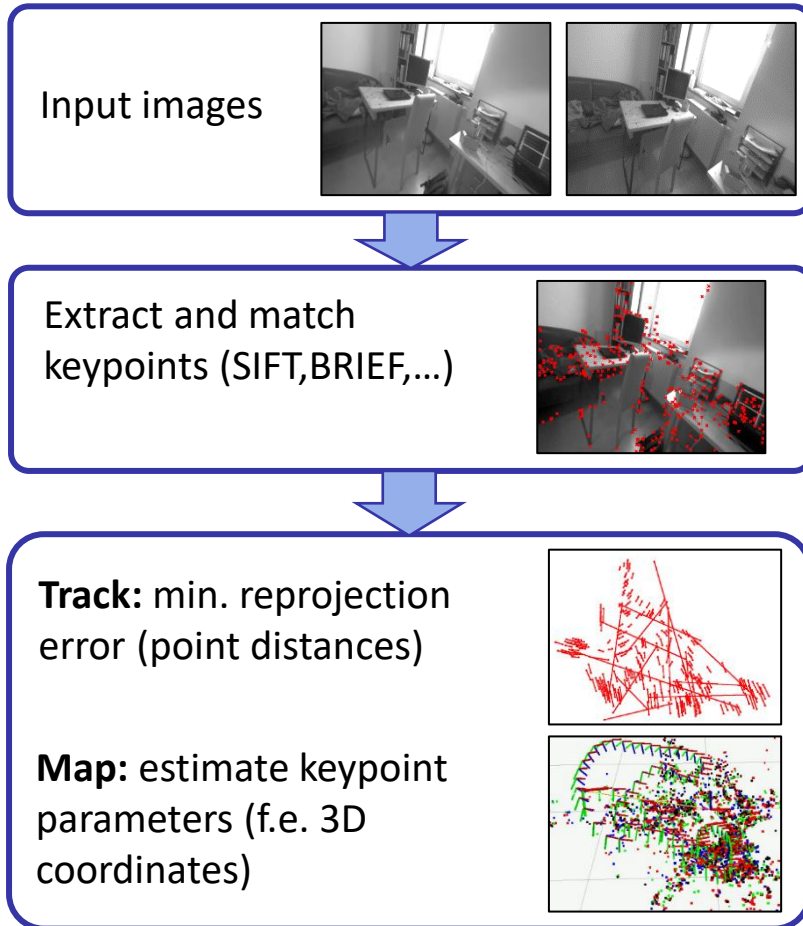 Input images
Extract and match
keypoints (SIFT,BRIEF,...)
Track: min. reprojection
error (point distances)
Map: estimate keypoint
parameters (f.e. 3D
coordinates)